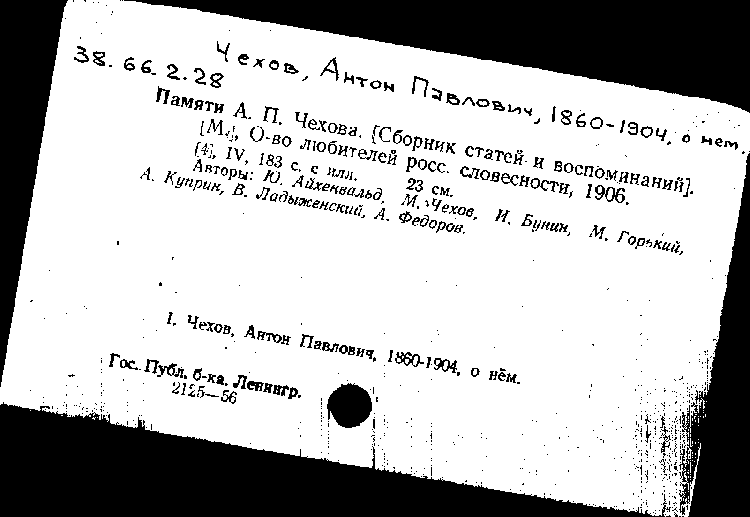 Чехов, Антон Павлович, 1860-1904, о нем.
38.66.2.28
Памяти А. П. Чехова. [Сборник статей и воспоминаний].
[М.], О-во любителей росс. словесности, 1906.
[4], IV, 183 с. с илл. 23 см.
Авторы: Ю. Айхенвальд, М. Чехов, И. Бунин, М. Горький,
А. Куприн, В. Ладыженский, А. Федоров.
1. Чехов, Антон Павлович, 1860-1904, о нём.
Гос. Публ. б-ка. Ленингр.
2125—56